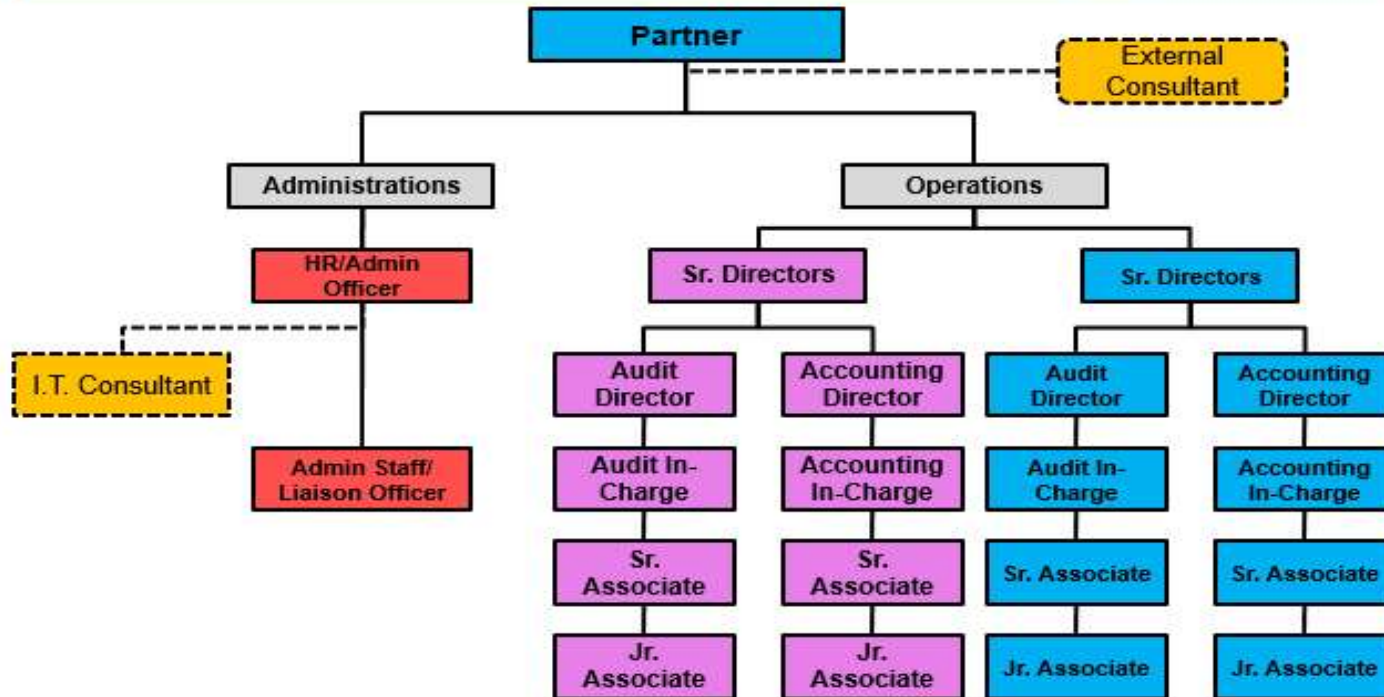 Partner
External
Consultant
Administrations
Operations
HR/Admin
Officer
Sr. Directors
Sr. Directors
I.T. Consultant
Audit
Director
Accounting
Director
Audit
Director
Accounting
Director
Admin Staff/
Liaison Officer
Audit In-
Charge
Accounting
In-Charge
Audit In-
Charge
Accounting
In-Charge
Sr.
Associate
Sr.
Associate
Sr. Associate
Sr. Associate
Jr.
Associate
Jr.
Associate
Jr. Associate
Jr. Associate